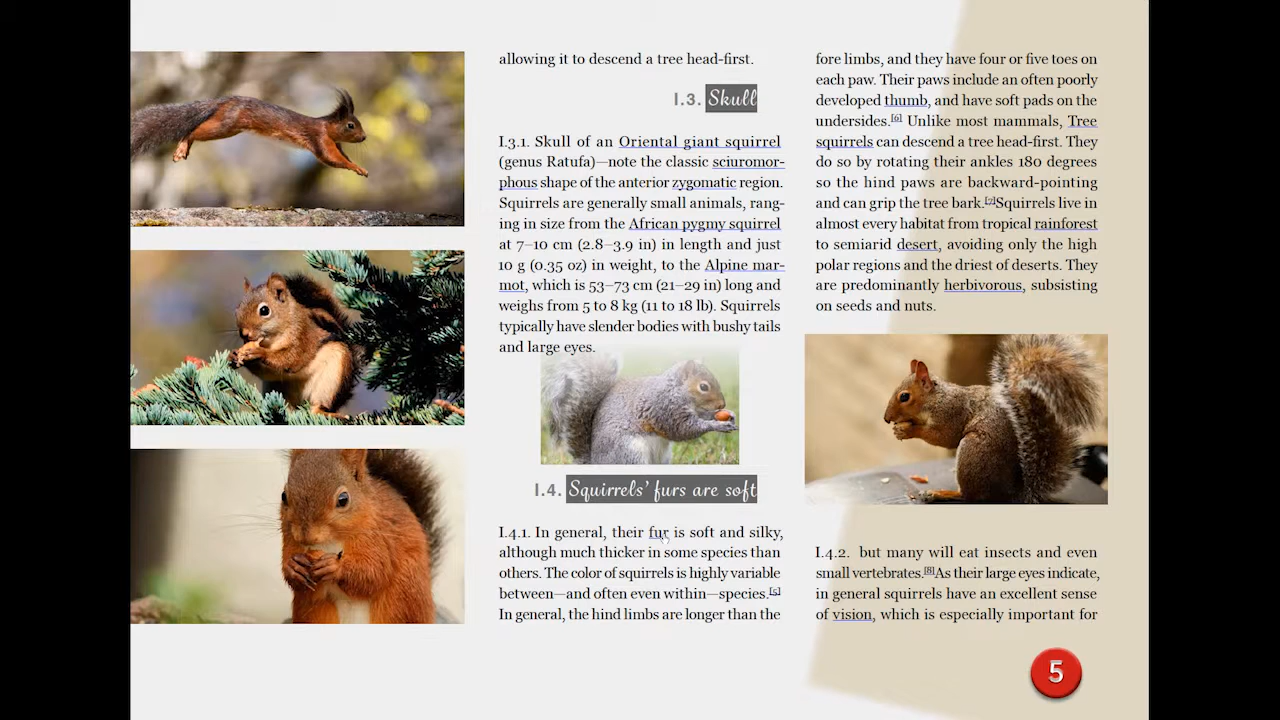 allowing it to descend a tree head-first.
I.3. Skull
I.3.1. Skull of an Oriental giant squirrel
(genus Ratufa)—note the classic sciuromor-
phous shape of the anterior zygomatic region.
Squirrels are generally small animals, rang-
ing in size from the African pygmy squirrel
at 7–10 cm (2.8–3.9 in) in length and just
10 g (0.35 oz) in weight, to the Alpine mar-
mot, which is 53–73 cm (21–29 in) long and
weighs from 5 to 8 kg (11 to 18 lb). Squirrels
typically have slender bodies with bushy tails
and large eyes.
I.4. Squirrels’ furs are soft
I.4.1. In general, their fur is soft and silky,
although much thicker in some species than
others. The color of squirrels is highly variable
between—and often even within—species.[5]
In general, the hind limbs are longer than the
fore limbs, and they have four or five toes on
each paw. Their paws include an often poorly
developed thumb, and have soft pads on the
undersides.[6] Unlike most mammals, Tree
squirrels can descend a tree head-first. They
do so by rotating their ankles 180 degrees
so the hind paws are backward-pointing
and can grip the tree bark.[7]Squirrels live in
almost every habitat from tropical rainforest
to semiarid desert, avoiding only the high
polar regions and the driest of deserts. They
are predominantly herbivorous, subsisting
on seeds and nuts.
I.4.2. but many will eat insects and even
small vertebrates.[8]As their large eyes indicate,
in general squirrels have an excellent sense
of vision, which is especially important for
5